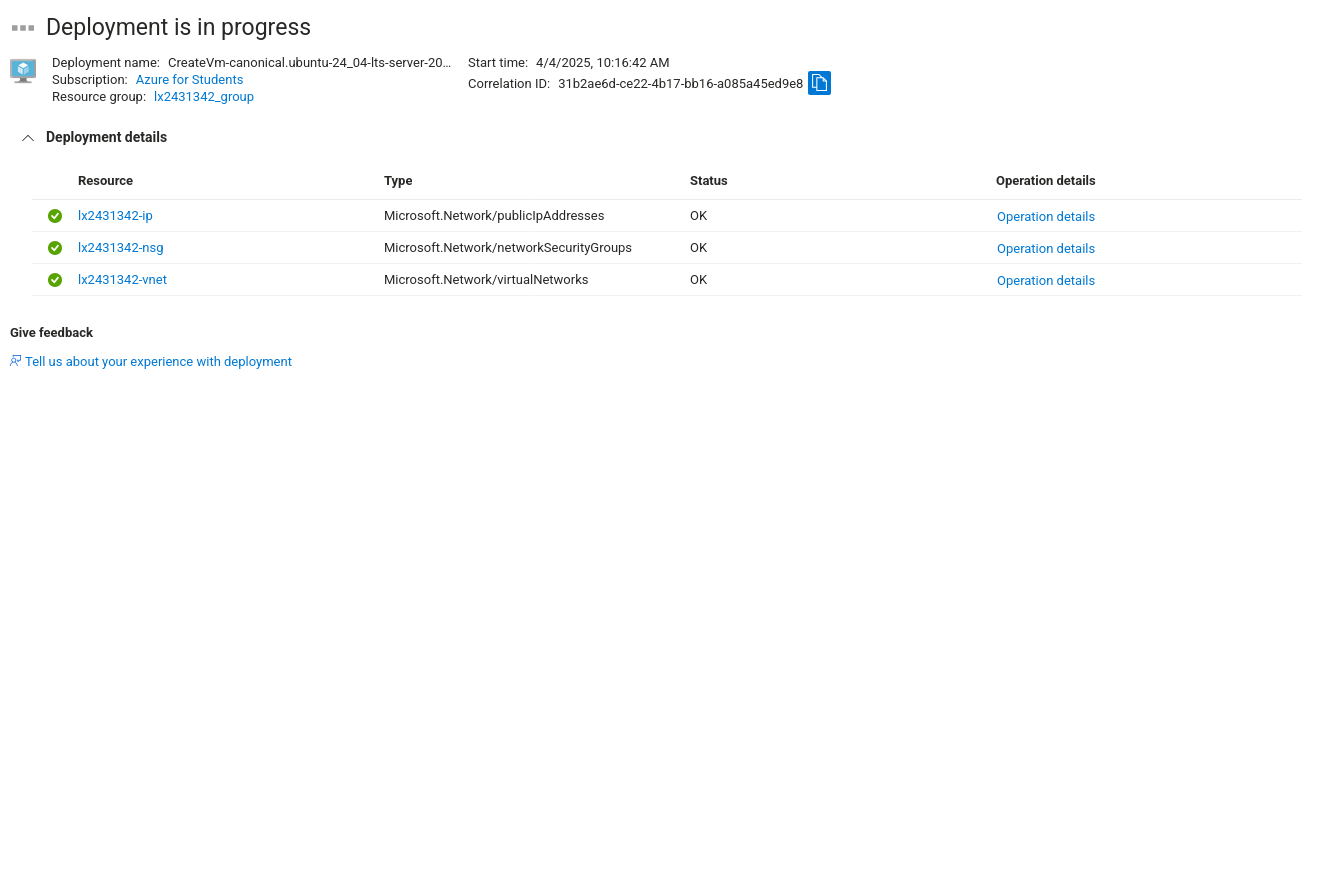 Deployment is in progress
Deployment name: CreateVm-canonical.ubuntu-24_04-lts-server-20…
Subscription: Azure for Students
Resource group: lx2431342_group
Start time: 4/4/2025, 10:16:42 AM
Correlation ID: 31b2ae6d-ce22-4b17-bb16-a085a45ed9e8
Deployment details
Resource Type Status Operation details
lx2431342-ip Microsoft.Network/publicIpAddresses OK Operation details
lx2431342-nsg Microsoft.Network/networkSecurityGroups OK Operation details
lx2431342-vnet Microsoft.Network/virtualNetworks OK Operation details
Give feedback
Tell us about your experience with deployment